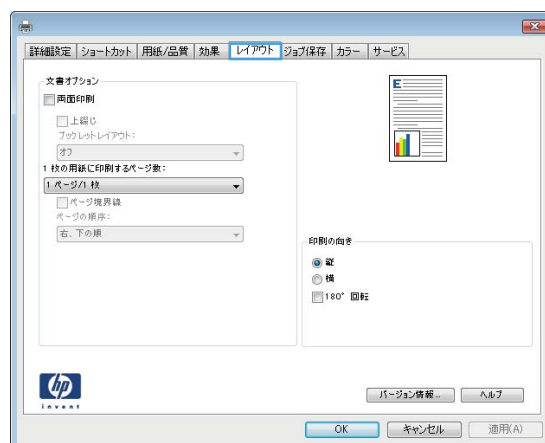 詳細設定 ショートカット 用紙/品質 効果 レイアウト ジョブ保存 カラー サービス
文書オプション
両面印刷
上綴じ
ブックレットレイアウト:
オフ
1 枚の用紙に印刷するページ数:
1 ページ/1 枚
ページ境界線
ページの順序:
右、下の順
E
印刷の向き
縦
横
180° 回転
hp
invent
バージョン情報... ヘルプ
OK キャンセル 適用(A)